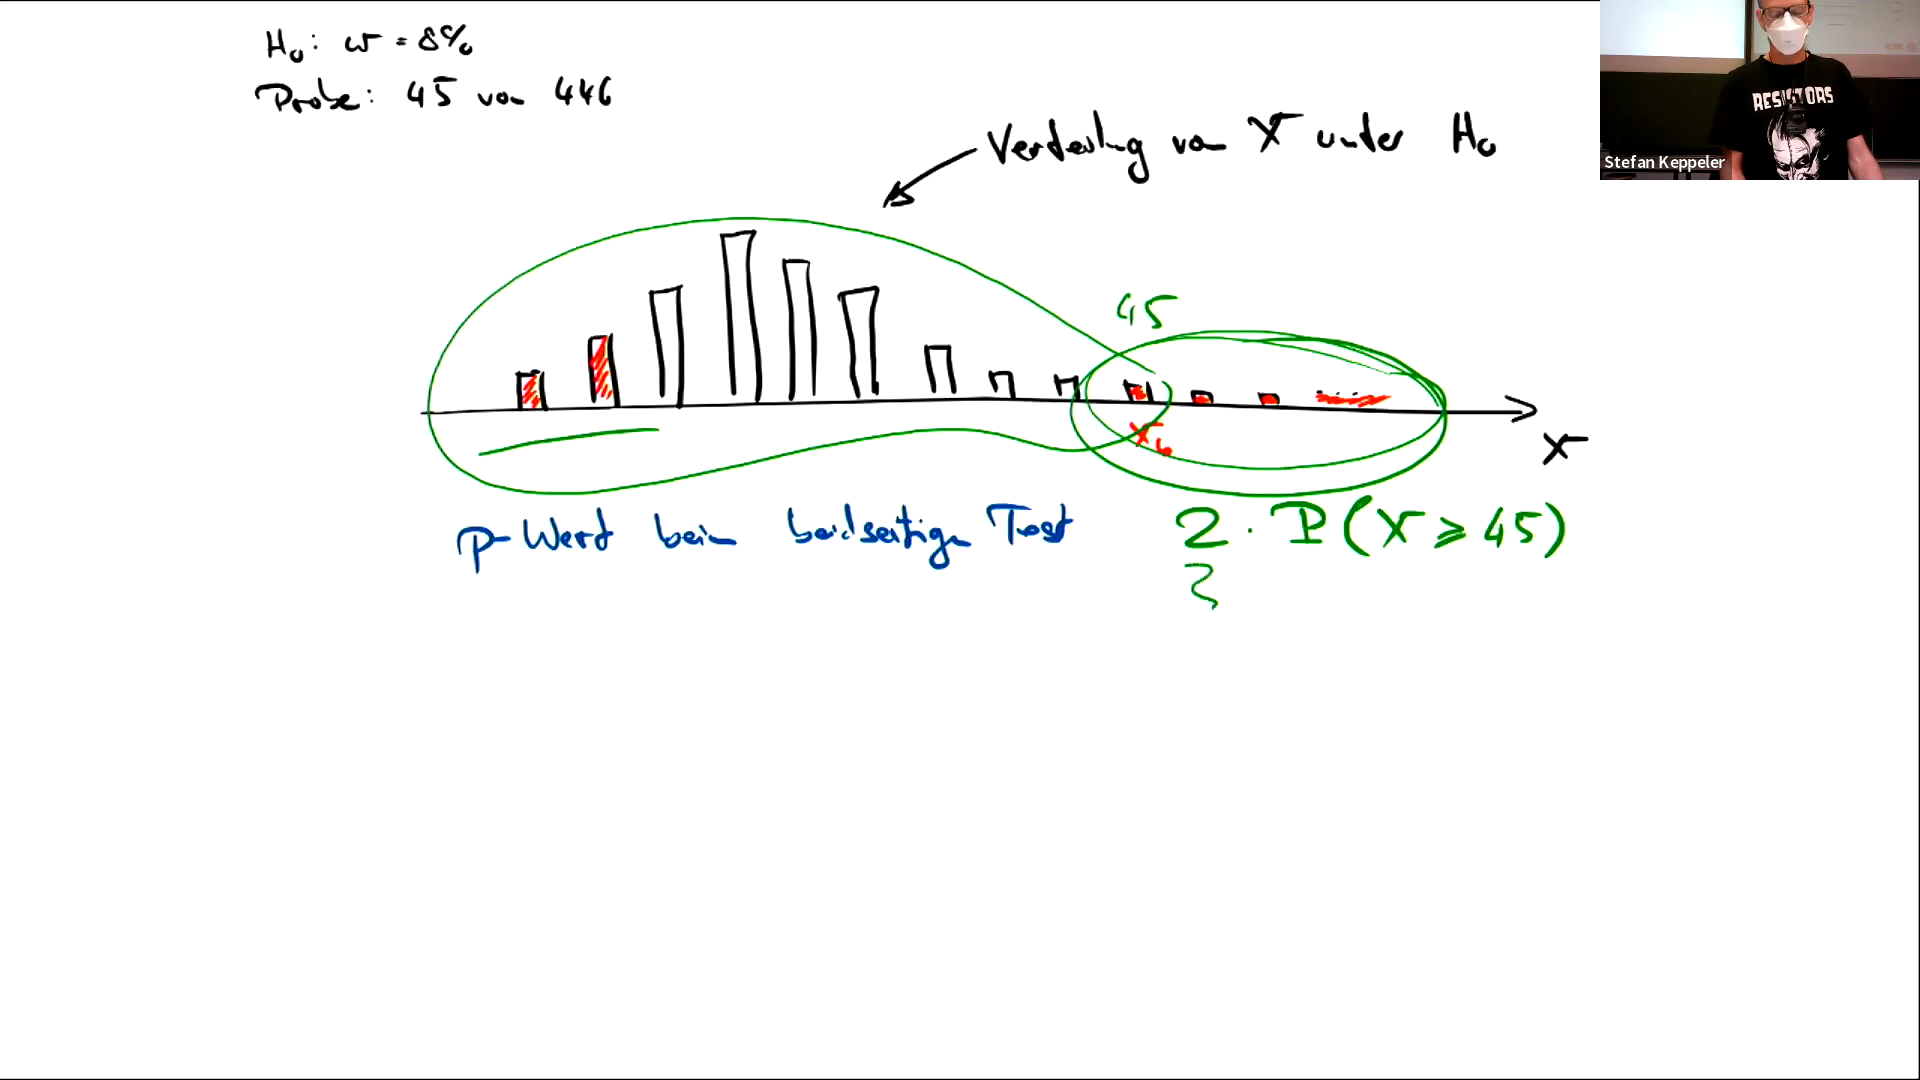 H₀: ω = 8%
Probe: 45 von 446
Verteilung von X unter H₀
45
X₆
X
p-Wert beim beidseitigen Test
2 · P(X ≥ 45)
RESISTORS
Stefan Keppeler